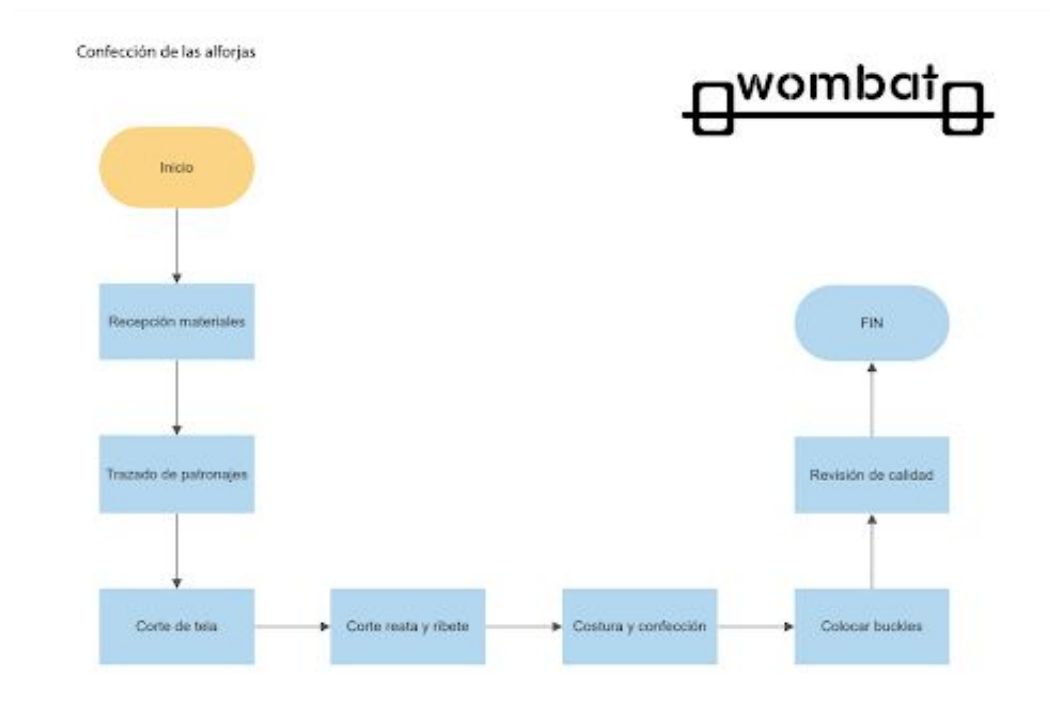 Confección de las alforjas
wombat
Inicio
Recepción materiales
Trazado de patronajes
Corte de tela
Corte reata y ribete
Costura y confección
Colocar buckles
Revisión de calidad
FIN